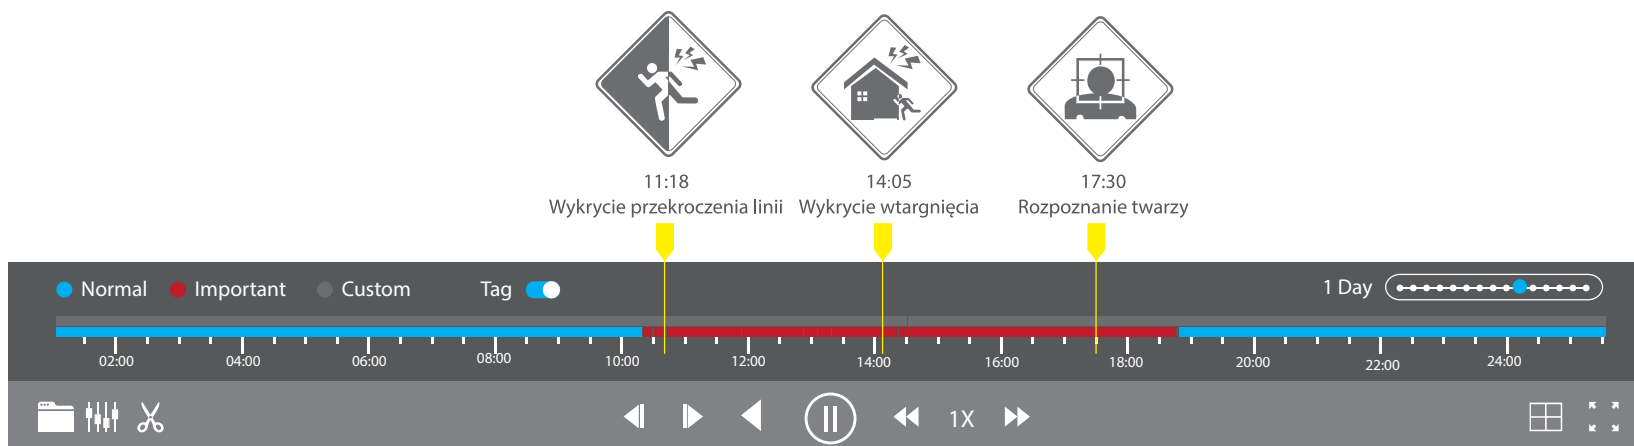 11:18
Wykrycie przekroczenia linii
14:05
Wykrycie wtargnięcia
17:30
Rozpoznanie twarzy
Normal Important Custom Tag 1 Day
02:00 04:00 06:00 08:00 10:00 12:00 14:00 16:00 18:00 20:00 22:00 24:00
1X